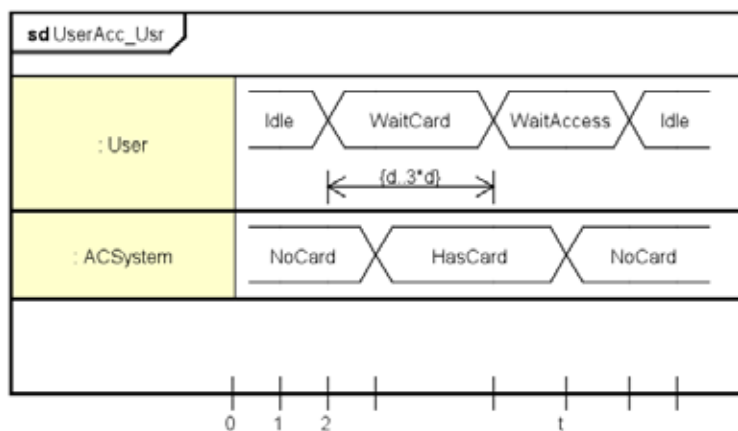 sd UserAcc_Usr
: User
Idle WaitCard WaitAccess Idle
{d..3*d}
: ACSystem
NoCard HasCard NoCard
0 1 2 t